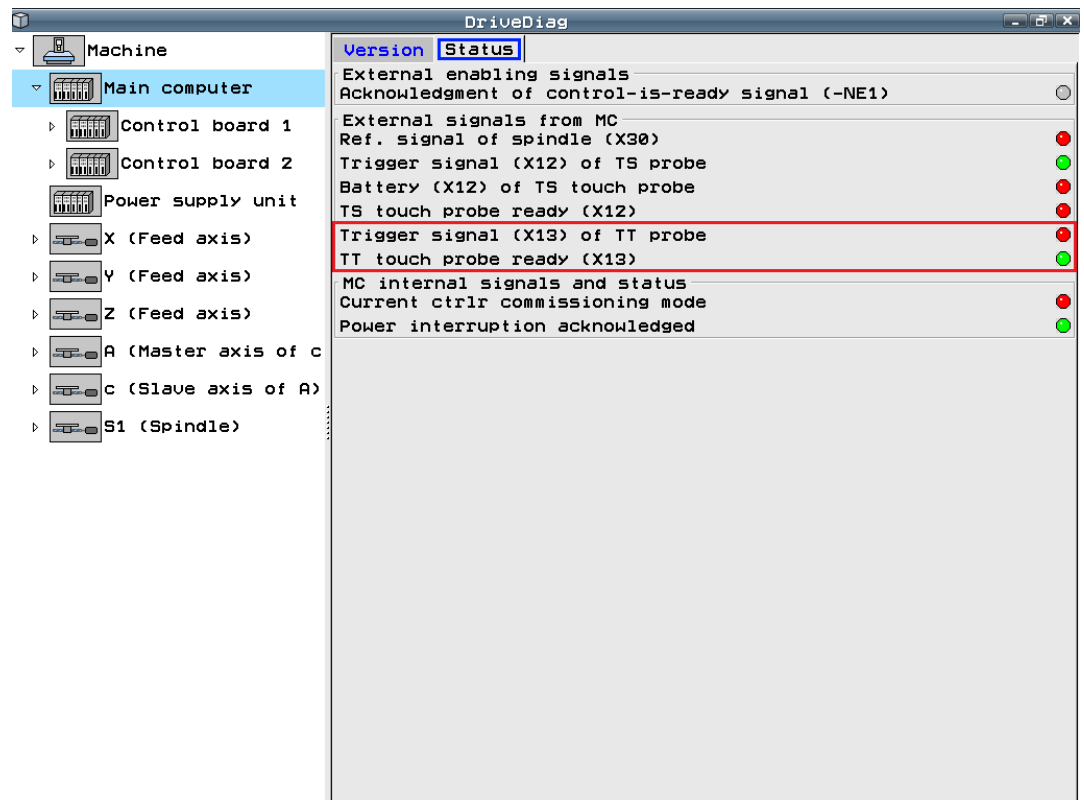 DriveDiag
Machine
Main computer
Control board 1
Control board 2
Power supply unit
X (Feed axis)
Y (Feed axis)
Z (Feed axis)
A (Master axis of c
c (Slave axis of A)
S1 (Spindle)
Version Status
External enabling signals
Acknowledgment of control-is-ready signal (-NE1)
External signals from MC
Ref. signal of spindle (X30)
Trigger signal (X12) of TS probe
Battery (X12) of TS touch probe
TS touch probe ready (X12)
Trigger signal (X13) of TT probe
TT touch probe ready (X13)
MC internal signals and status
Current ctrlr commissioning mode
Power interruption acknowledged